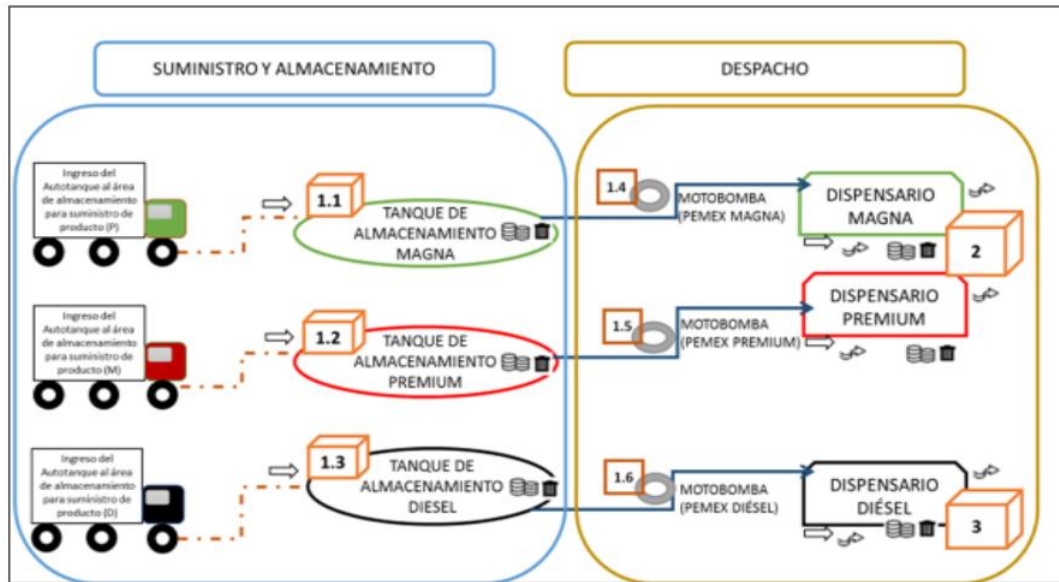 SUMINISTRO Y ALMACENAMIENTO
DESPACHO
Ingreso del
Autotanque al área
de almacenamiento
para suministro de
producto (P)
1.1
TANQUE DE
ALMACENAMIENTO
MAGNA
1.4
MOTOBOMBA
(PEMEX MAGNA)
DISPENSARIO
MAGNA
2
Ingreso del
Autotanque al área de
almacenamiento para
suministro de
producto (M)
1.2
TANQUE DE
ALMACENAMIENTO
PREMIUM
1.5
MOTOBOMBA
(PEMEX PREMIUM)
DISPENSARIO
PREMIUM
Ingreso del
Autotanque al área
de almacenamiento
para suministro de
producto (D)
1.3
TANQUE DE
ALMACENAMIENTO
DIESEL
1.6
MOTOBOMBA
(PEMEX DIÉSEL)
DISPENSARIO
DIÉSEL
3